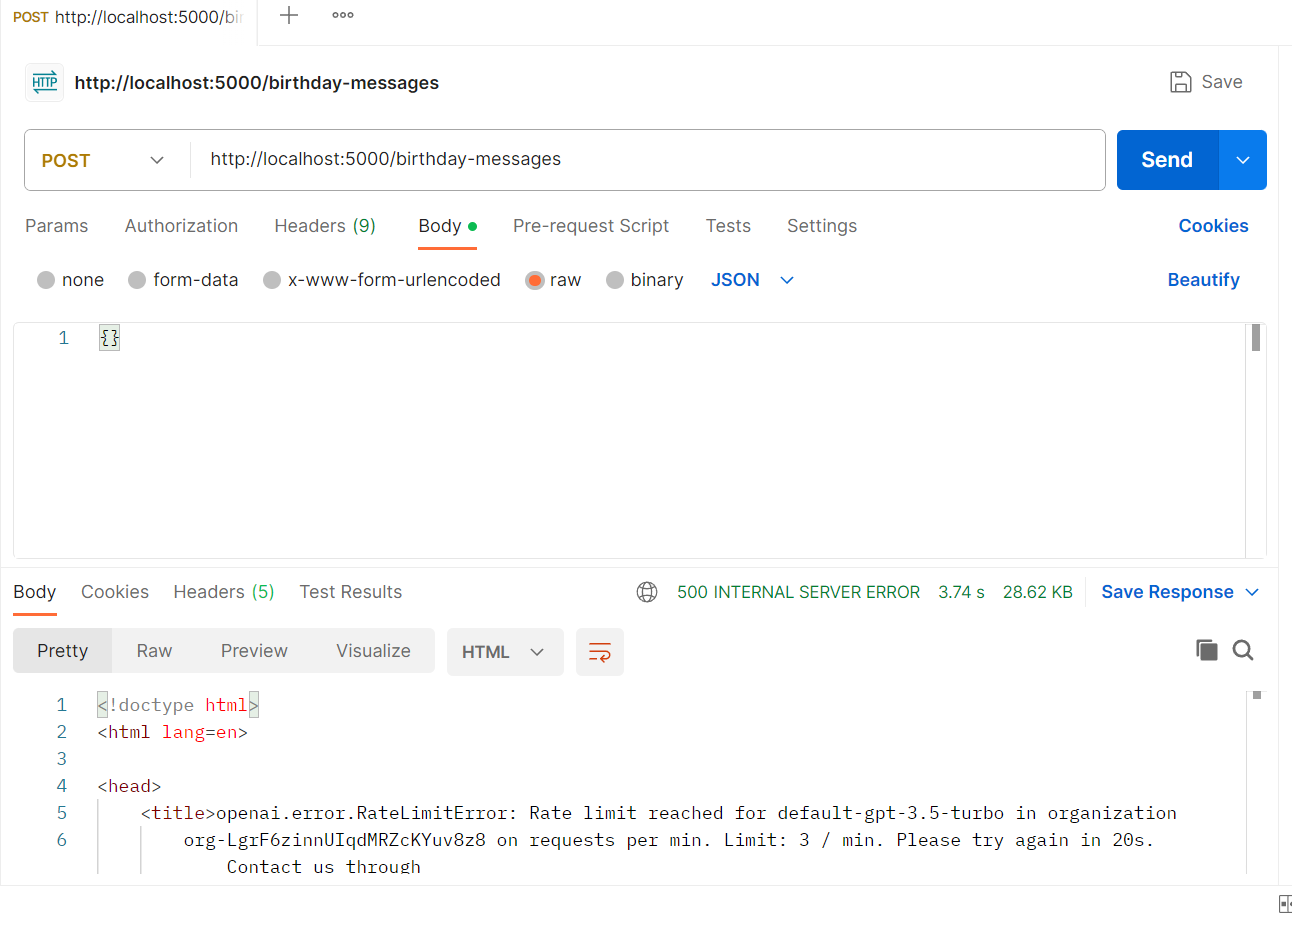 POST http://localhost:5000/bir
HTTP http://localhost:5000/birthday-messages Save
POST http://localhost:5000/birthday-messages Send
Params Authorization Headers (9) Body Pre-request Script Tests Settings Cookies
none form-data x-www-form-urlencoded raw binary JSON Beautify
1 {}
Body Cookies Headers (5) Test Results 500 INTERNAL SERVER ERROR 3.74 s 28.62 KB Save Response
Pretty Raw Preview Visualize HTML
1 <!doctype html>
2 <html lang=en>
3
4 <head>
5 <title>openai.error.RateLimitError: Rate limit reached for default-gpt-3.5-turbo in organization
6 org-LgrF6zinnUIqdMRZcKYuv8z8 on requests per min. Limit: 3 / min. Please try again in 20s.
Contact us through